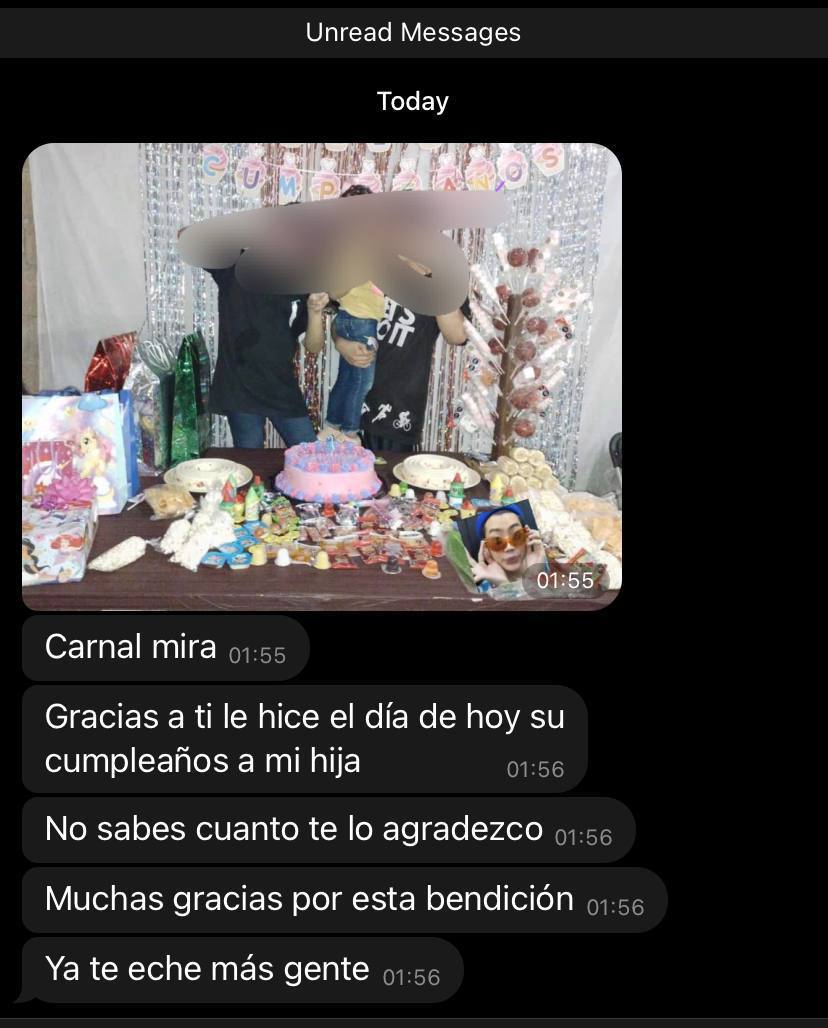 Unread Messages
Today
CUMPLEAÑOS
01:55
Carnal mira 01:55
Gracias a ti le hice el día de hoy su
cumpleaños a mi hija 01:56
No sabes cuanto te lo agradezco 01:56
Muchas gracias por esta bendición 01:56
Ya te eche más gente 01:56